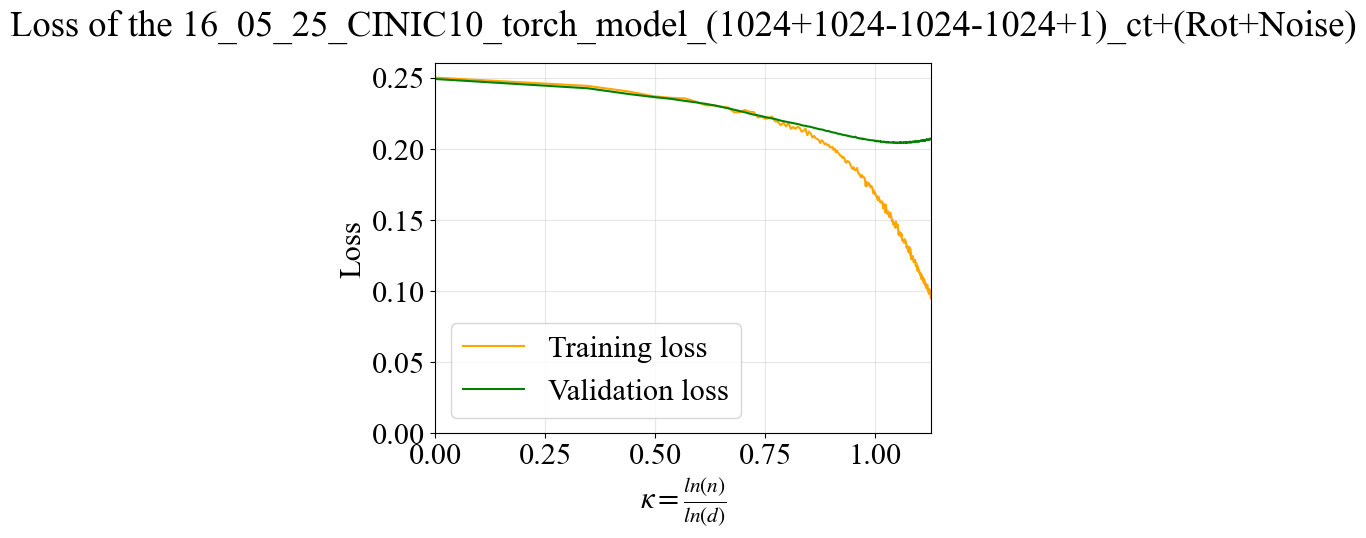 Loss of the 16_05_25_CINIC10_torch_model_(1024+1024-1024-1024+1)_ct+(Rot+Noise)
0.25
0.20
0.15
0.10
0.05
0.00
Loss
Training loss
Validation loss
0.00 0.25 0.50 0.75 1.00
κ = ln(n)/ln(d)